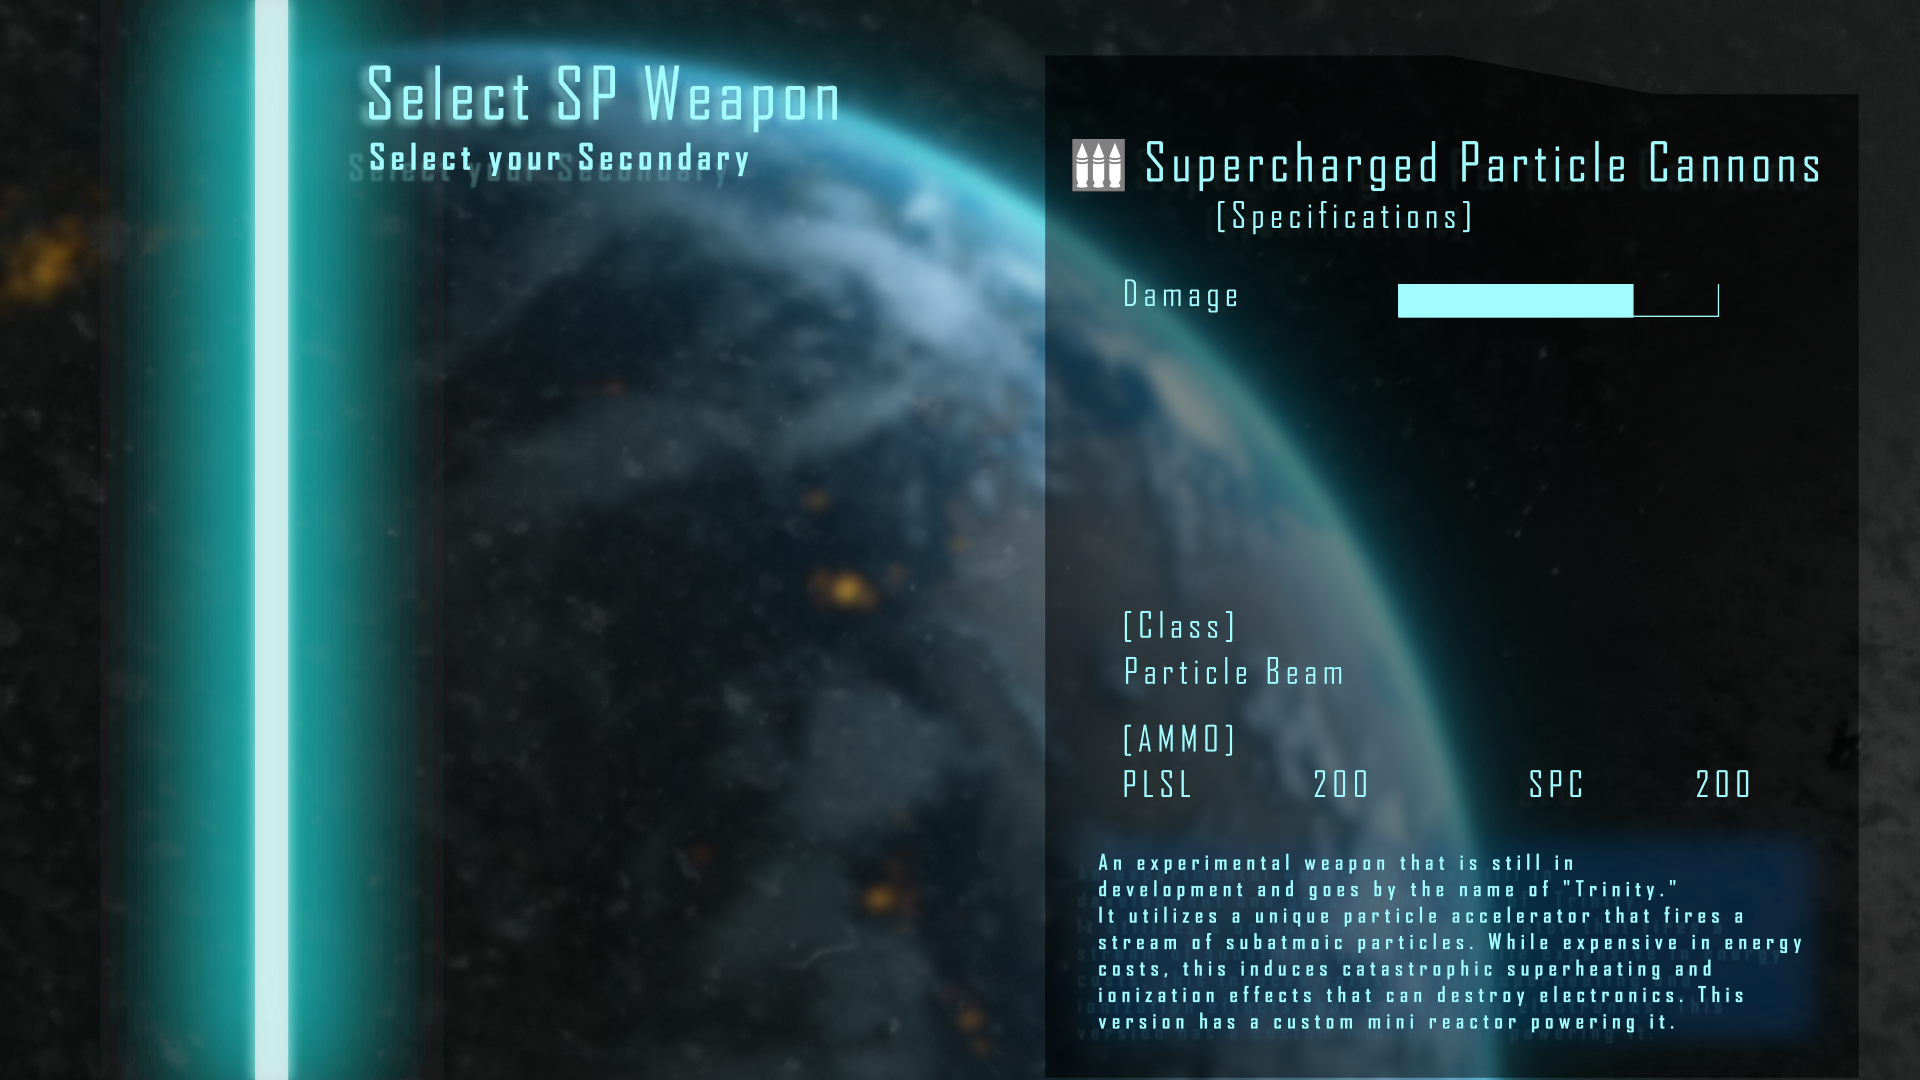 Select SP Weapon
Select your Secondary
Supercharged Particle Cannons
[Specifications]
Damage
[Class]
Particle Beam
[AMMO]
PLSL 200 SPC 200
An experimental weapon that is still in
development and goes by the name of "Trinity."
It utilizes a unique particle accelerator that fires a
stream of subatmoic particles. While expensive in energy
costs, this induces catastrophic superheating and
ionization effects that can destroy electronics. This
version has a custom mini reactor powering it.